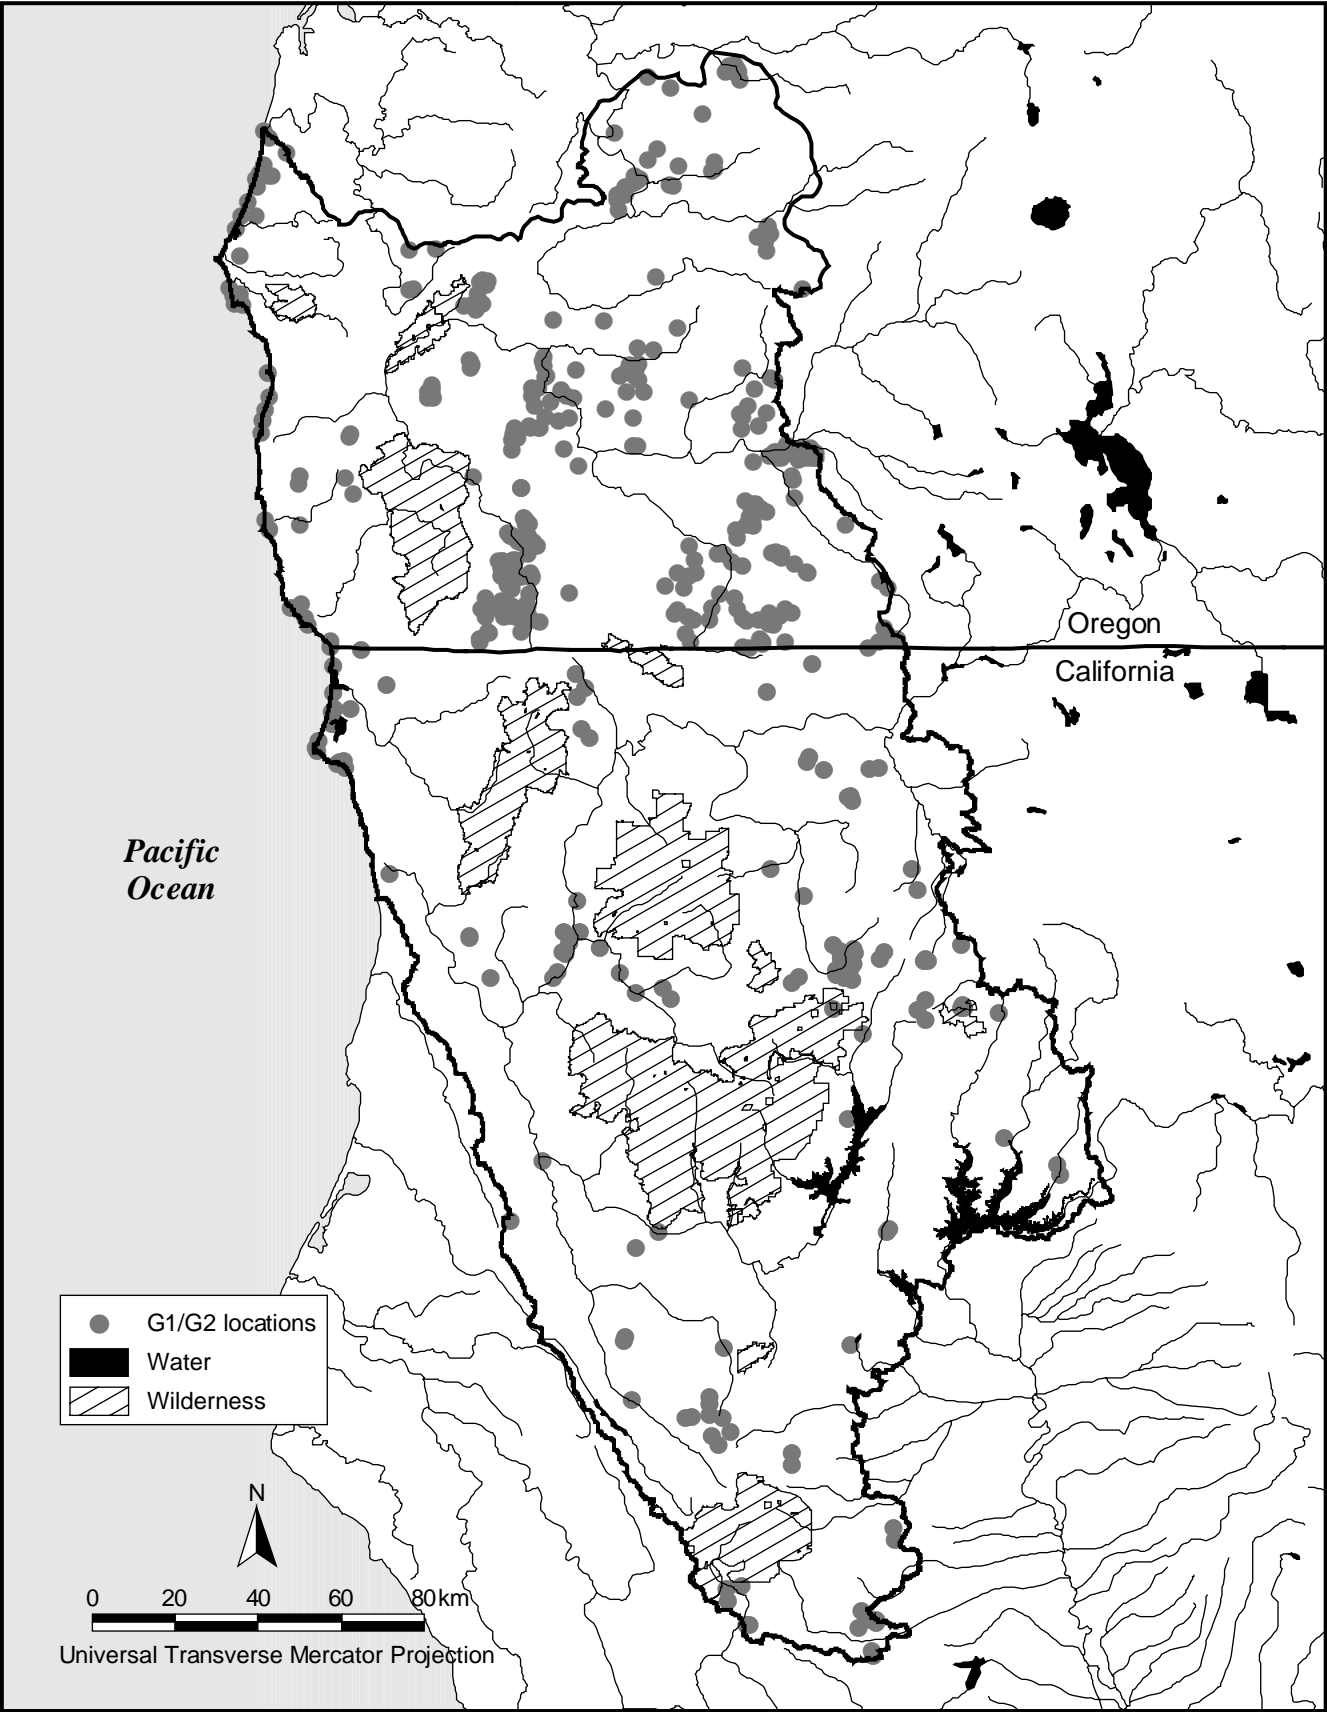 Oregon
California
Pacific
Ocean
G1/G2 locations
Water
Wilderness
N
0 20 40 60 80km
Universal Transverse Mercator Projection